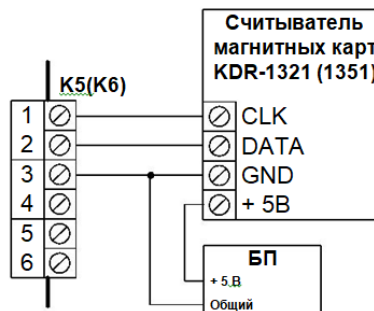 Считыватель
магнитных карт
KDR-1321 (1351)
K5(K6)
1
2
3
4
5
6
CLK
DATA
GND
+ 5В
БП
+ 5 В
Общий